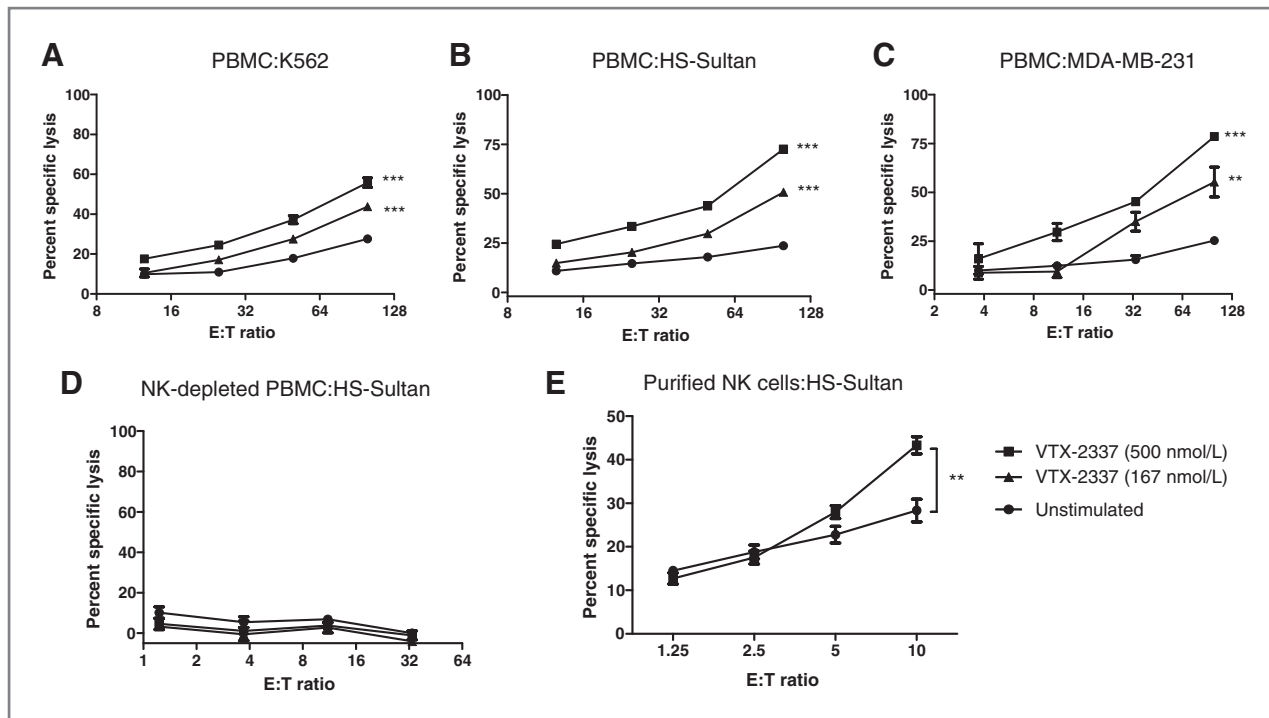 A
PBMC:K562
Percent specific lysis
100
80
60
40
20
0
***
***
8 16 32 64 128
E:T ratio
B
PBMC:HS-Sultan
Percent specific lysis
100
75
50
25
0
***
***
8 16 32 64 128
E:T ratio
C
PBMC:MDA-MB-231
Percent specific lysis
100
75
50
25
0
***
**
2 4 8 16 32 64 128
E:T ratio
D
NK-depleted PBMC:HS-Sultan
Percent specific lysis
100
80
60
40
20
0
1 2 4 8 16 32 64
E:T ratio
E
Purified NK cells:HS-Sultan
Percent specific lysis
50
40
30
20
10
0
**
1.25 2.5 5 10
E:T ratio
VTX-2337 (500 nmol/L)
VTX-2337 (167 nmol/L)
Unstimulated